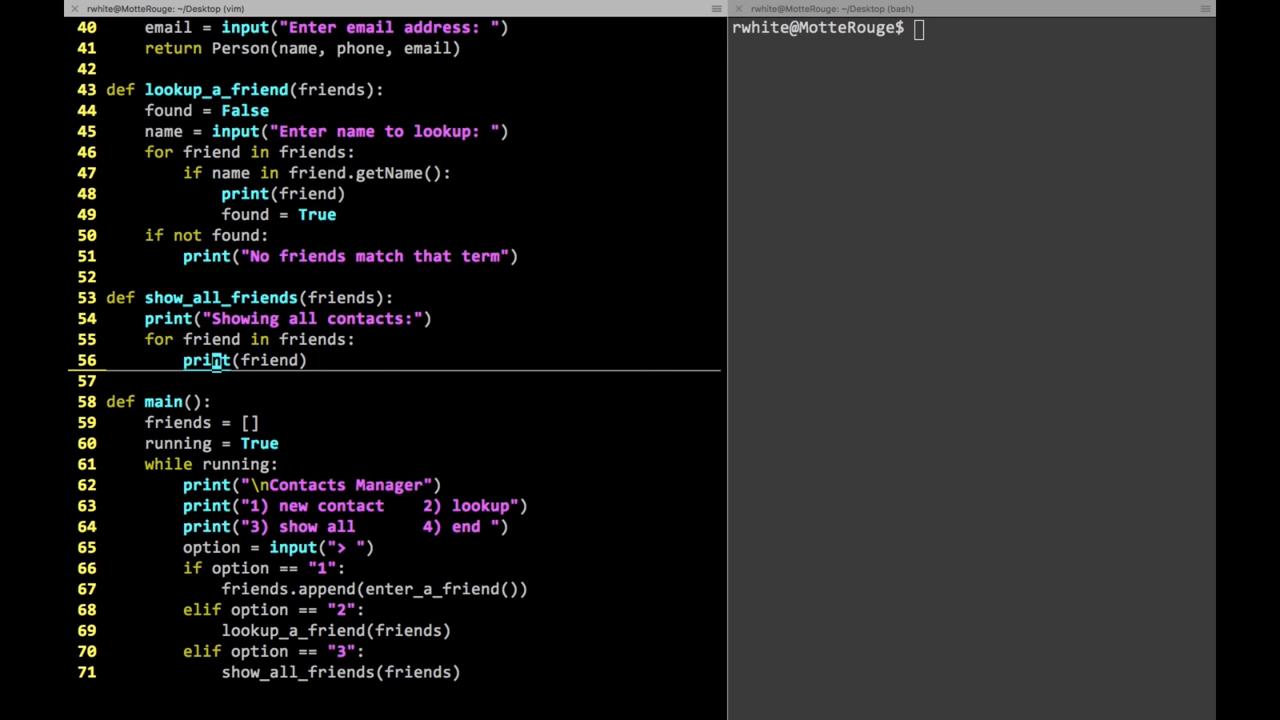 rwhite@MotteRouge: ~/Desktop (vim)
40     email = input("Enter email address: ")
41     return Person(name, phone, email)
42
43 def lookup_a_friend(friends):
44     found = False
45     name = input("Enter name to lookup: ")
46     for friend in friends:
47         if name in friend.getName():
48             print(friend)
49             found = True
50     if not found:
51         print("No friends match that term")
52
53 def show_all_friends(friends):
54     print("Showing all contacts:")
55     for friend in friends:
56         print(friend)
57
58 def main():
59     friends = []
60     running = True
61     while running:
62         print("\nContacts Manager")
63         print("1) new contact    2) lookup")
64         print("3) show all       4) end ")
65         option = input("> ")
66         if option == "1":
67             friends.append(enter_a_friend())
68         elif option == "2":
69             lookup_a_friend(friends)
70         elif option == "3":
71             show_all_friends(friends)
rwhite@MotteRouge: ~/Desktop (bash)
rwhite@MotteRouge$